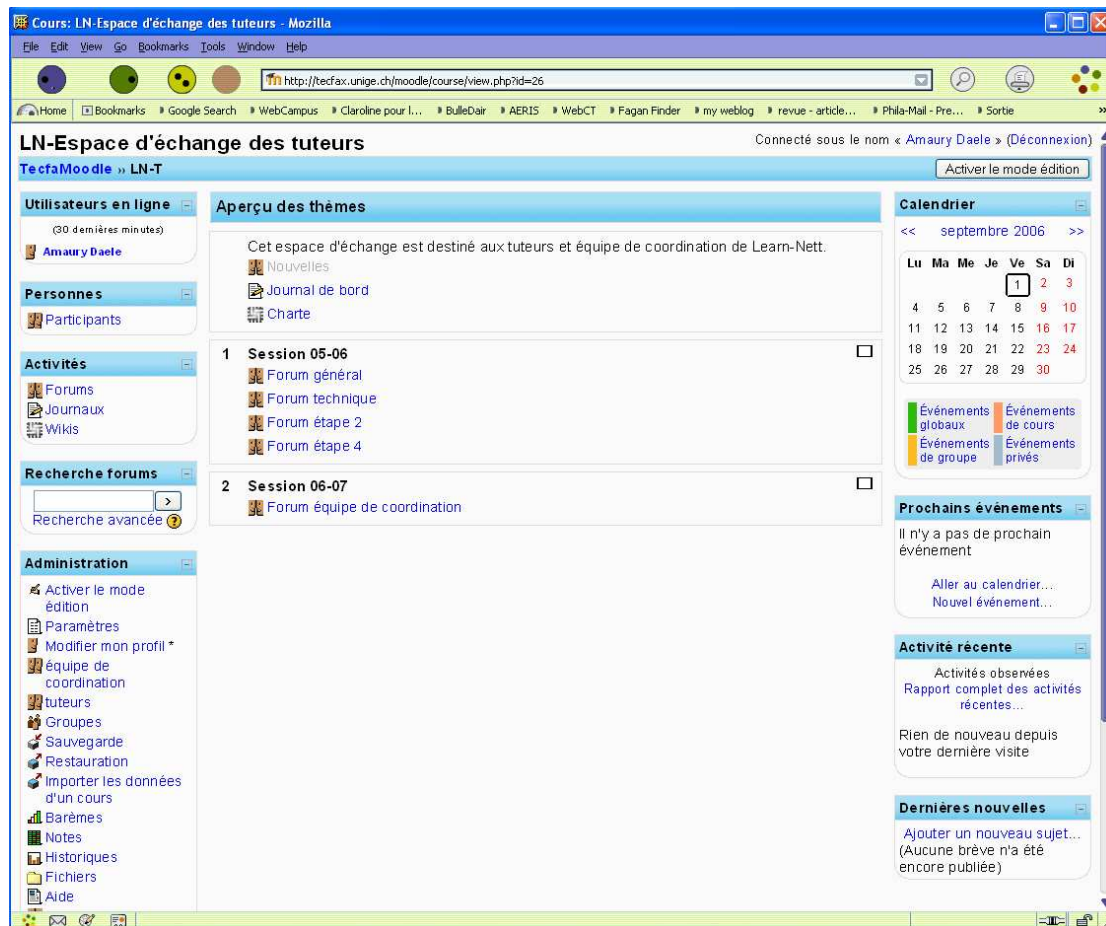 Cours: LN-Espace d'échange des tuteurs - Mozilla
File Edit View Go Bookmarks Tools Window Help
http://tecfax.unige.ch/moodle/course/view.php?id=26
Home Bookmarks Google Search WebCampus Claroline pour l... BulleDair AERIS WebCT Fagan Finder my weblog revue - article... Phila-Mail - Pre... Sortie »
LN-Espace d'échange des tuteurs
Connecté sous le nom « Amaury Daele » (Déconnexion)
TecfaMoodle » LN-T
Activer le mode édition
Utilisateurs en ligne
(30 dernières minutes)
Amaury Daele
Personnes
Participants
Activités
Forums
Journaux
Wikis
Recherche forums
>
Recherche avancée ?
Administration
Activer le mode
édition
Paramètres
Modifier mon profil *
équipe de
coordination
tuteurs
Groupes
Sauvegarde
Restauration
Importer les données
d'un cours
Barèmes
Notes
Historiques
Fichiers
Aide
Aperçu des thèmes
Cet espace d'échange est destiné aux tuteurs et équipe de coordination de Learn-Nett.
Nouvelles
Journal de bord
Charte
1 Session 05-06
Forum général
Forum technique
Forum étape 2
Forum étape 4
2 Session 06-07
Forum équipe de coordination
Calendrier
<< septembre 2006 >>
Lu Ma Me Je Ve Sa Di
1 2 3
4 5 6 7 8 9 10
11 12 13 14 15 16 17
18 19 20 21 22 23 24
25 26 27 28 29 30
Événements globaux
Événements de cours
Événements de groupe
Événements privés
Prochains événements
Il n'y a pas de prochain
événement
Aller au calendrier...
Nouvel événement...
Activité récente
Activités observées
Rapport complet des activités
récentes...
Rien de nouveau depuis
votre dernière visite
Dernières nouvelles
Ajouter un nouveau sujet...
(Aucune brève n'a été
encore publiée)